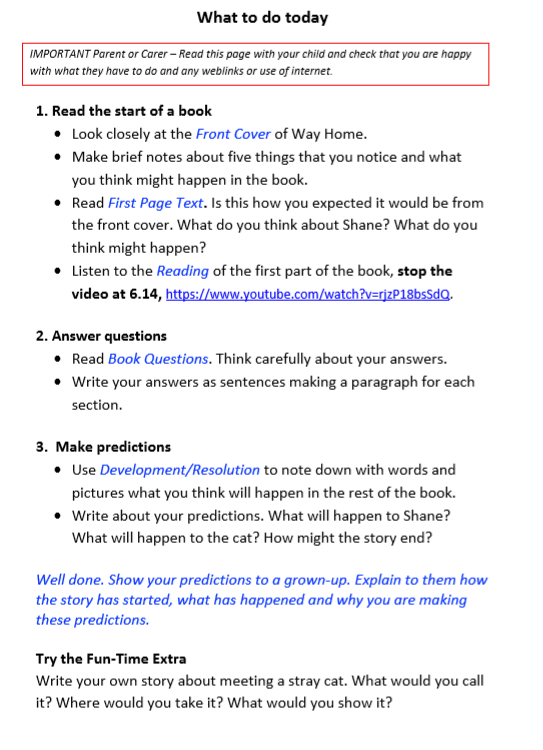 What to do today
IMPORTANT Parent or Carer – Read this page with your child and check that you are happy
with what they have to do and any weblinks or use of internet.
1. Read the start of a book
• Look closely at the Front Cover of Way Home.
• Make brief notes about five things that you notice and what
you think might happen in the book.
• Read First Page Text. Is this how you expected it would be from
the front cover. What do you think about Shane? What do you
think might happen?
• Listen to the Reading of the first part of the book, stop the
video at 6.14, https://www.youtube.com/watch?v=rjzP18bsSdQ.
2. Answer questions
• Read Book Questions. Think carefully about your answers.
• Write your answers as sentences making a paragraph for each
section.
3. Make predictions
• Use Development/Resolution to note down with words and
pictures what you think will happen in the rest of the book.
• Write about your predictions. What will happen to Shane?
What will happen to the cat? How might the story end?
Well done. Show your predictions to a grown-up. Explain to them how
the story has started, what has happened and why you are making
these predictions.
Try the Fun-Time Extra
Write your own story about meeting a stray cat. What would you call
it? Where would you take it? What would you show it?